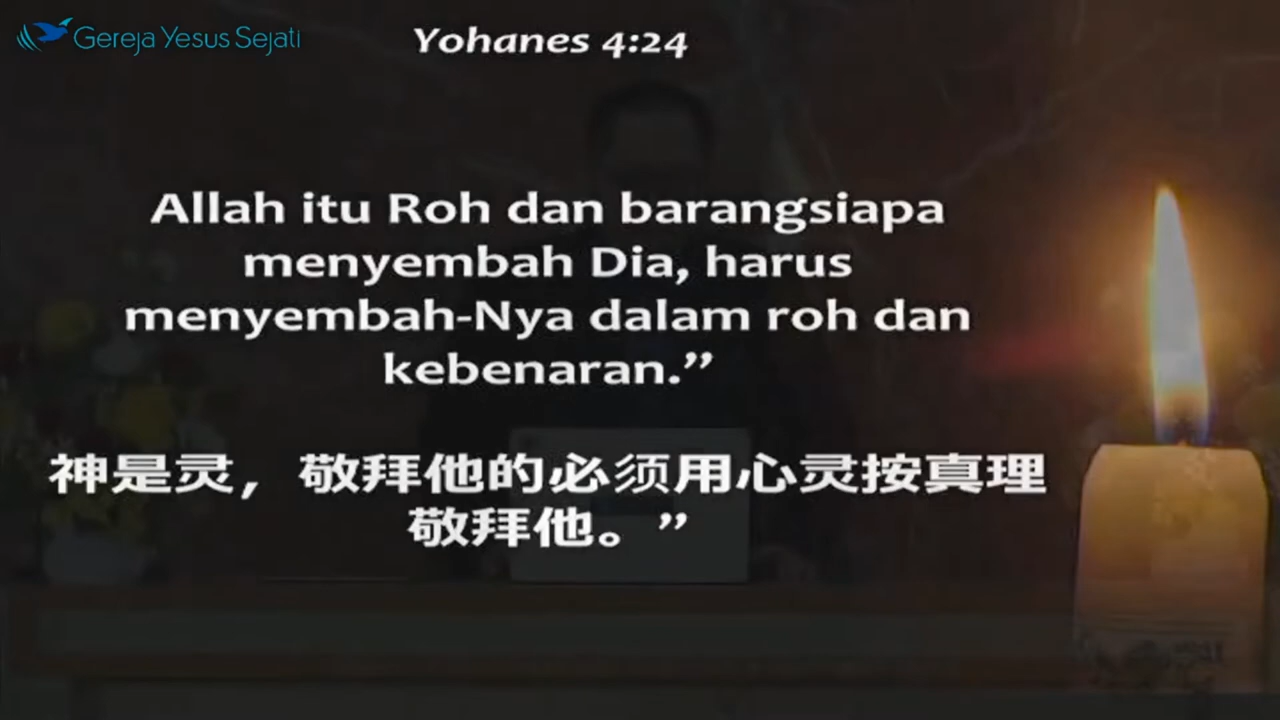 Gereja Yesus Sejati
Yohanes 4:24
Allah itu Roh dan barangsiapa
menyembah Dia, harus
menyembah-Nya dalam roh dan
kebenaran.”
神是灵，敬拜他的必须用心灵按真理
敬拜他。”